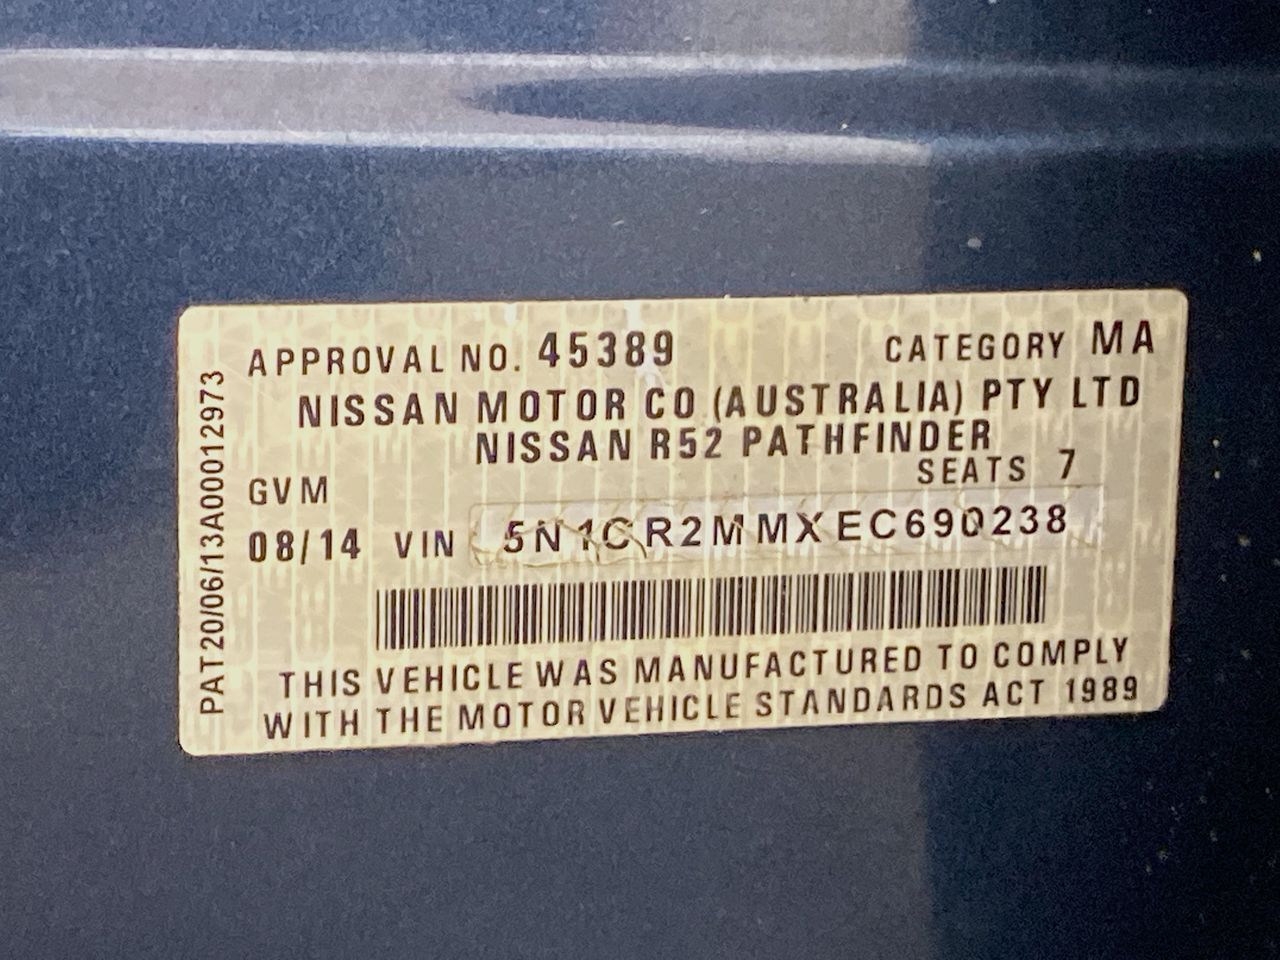 APPROVAL NO. 45389 CATEGORY MA
NISSAN MOTOR CO (AUSTRALIA) PTY LTD
NISSAN R52 PATHFINDER
GVM SEATS 7
08/14 VIN 5N1CR2MMXEC690238
THIS VEHICLE WAS MANUFACTURED TO COMPLY
WITH THE MOTOR VEHICLE STANDARDS ACT 1989
PAT20/06/13A00012973